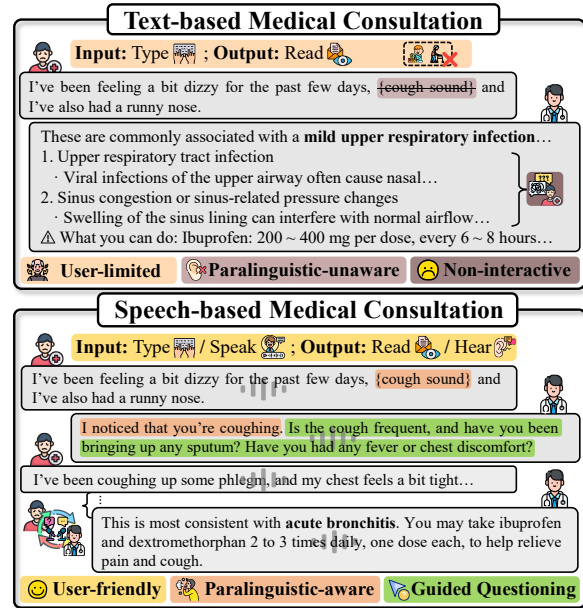 Text-based Medical Consultation
Input: Type ; Output: Read
I've been feeling a bit dizzy for the past few days, {cough sound} and
I've also had a runny nose.
These are commonly associated with a mild upper respiratory infection…
1. Upper respiratory tract infection
· Viral infections of the upper airway often cause nasal…
2. Sinus congestion or sinus-related pressure changes
· Swelling of the sinus lining can interfere with normal airflow…
⚠ What you can do: Ibuprofen: 200 ~ 400 mg per dose, every 6 ~ 8 hours…
???
User-limited
Paralinguistic-unaware
Non-interactive
Speech-based Medical Consultation
Input: Type / Speak ; Output: Read / Hear
I've been feeling a bit dizzy for the past few days, {cough sound} and
I've also had a runny nose.
I noticed that you're coughing. Is the cough frequent, and have you been
bringing up any sputum? Have you had any fever or chest discomfort?
I've been coughing up some phlegm, and my chest feels a bit tight…
⋮
This is most consistent with acute bronchitis. You may take ibuprofen
and dextromethorphan 2 to 3 times daily, one dose each, to help relieve
pain and cough.
User-friendly
Paralinguistic-aware
Guided Questioning